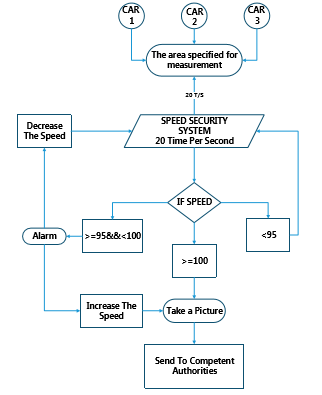 CAR
1
CAR
2
CAR
3
The area specified for
measurement
20 T/S
Decrease
The Speed
SPEED SECURITY
SYSTEM
20 Time Per Second
IF SPEED
Alarm
>=95&&<100
<95
>=100
Increase The
Speed
Take a Picture
Send To Competent
Authorities